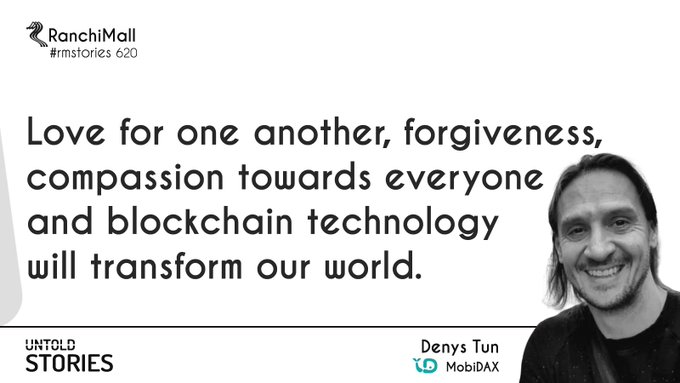 RanchiMall
#rmstories 620
Love for one another, forgiveness,
compassion towards everyone
and blockchain technology
will transform our world.
UNTOLD
STORIES
Denys Tun
MobiDAX